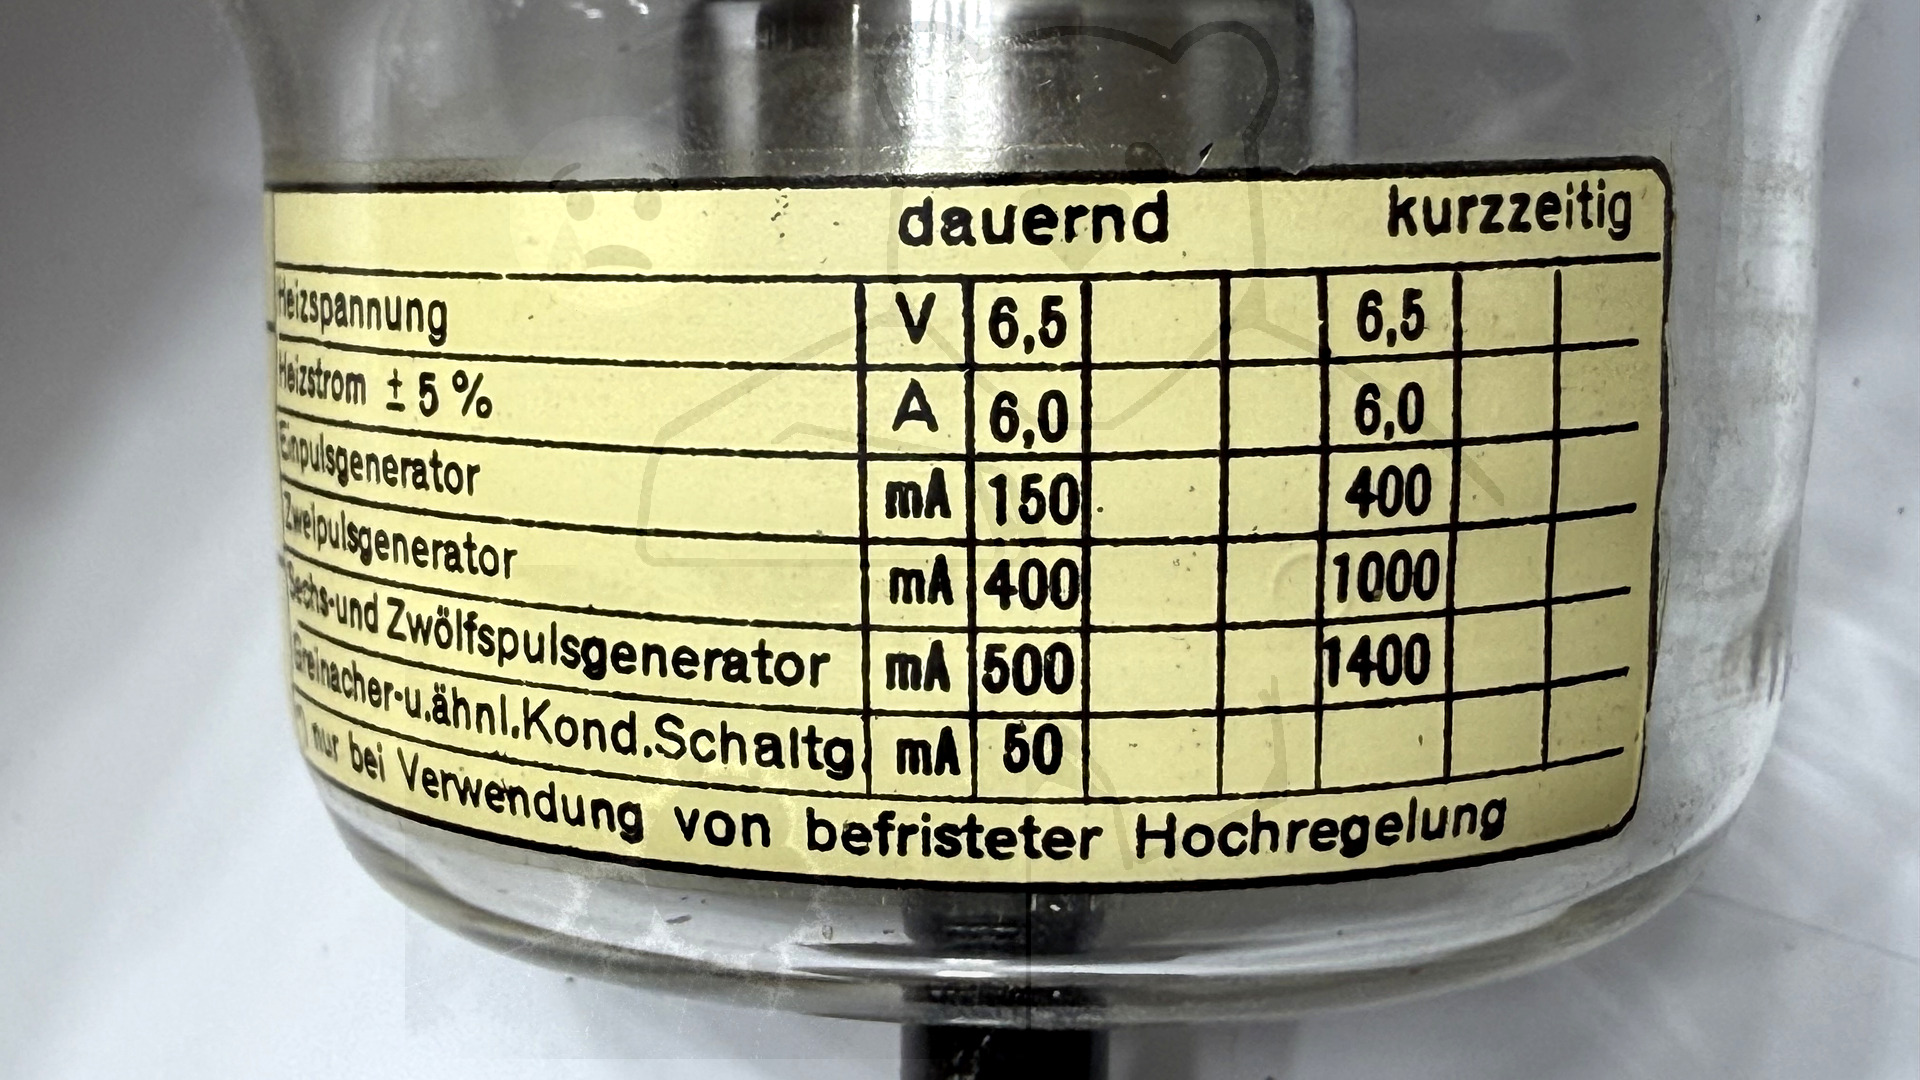 dauernd kurzzeitig
Heizspannung V 6,5 6,5
Heizstrom ± 5 % A 6,0 6,0
Einpulsgenerator mA 150 400
Zweipulsgenerator mA 400 1000
Sechs-und Zwölfspulsgenerator mA 500 1400
Greinacher-u.ähnl.Kond.Schaltg. mA 50
*) nur bei Verwendung von befristeter Hochregelung